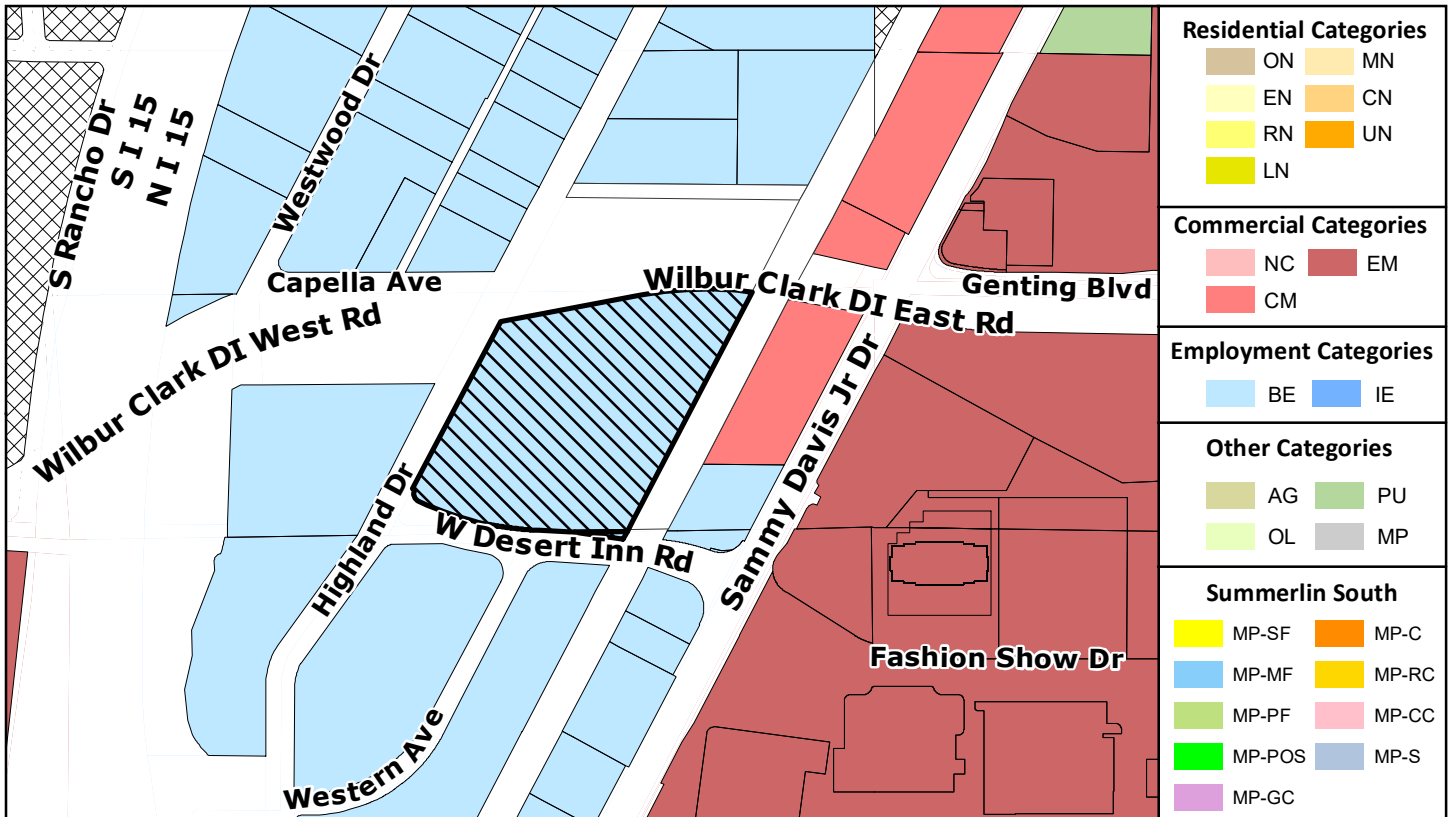 S Rancho Dr
S I 15
N I 15
Westwood Dr
Capella Ave
Wilbur Clark DI West Rd
Wilbur Clark DI East Rd
Genting Blvd
Highland Dr
W Desert Inn Rd
Sammy Davis Jr Dr
Fashion Show Dr
Western Ave
Residential Categories
ON MN
EN CN
RN UN
LN
Commercial Categories
NC EM
CM
Employment Categories
BE IE
Other Categories
AG PU
OL MP
Summerlin South
MP-SF MP-C
MP-MF MP-RC
MP-PF MP-CC
MP-POS MP-S
MP-GC